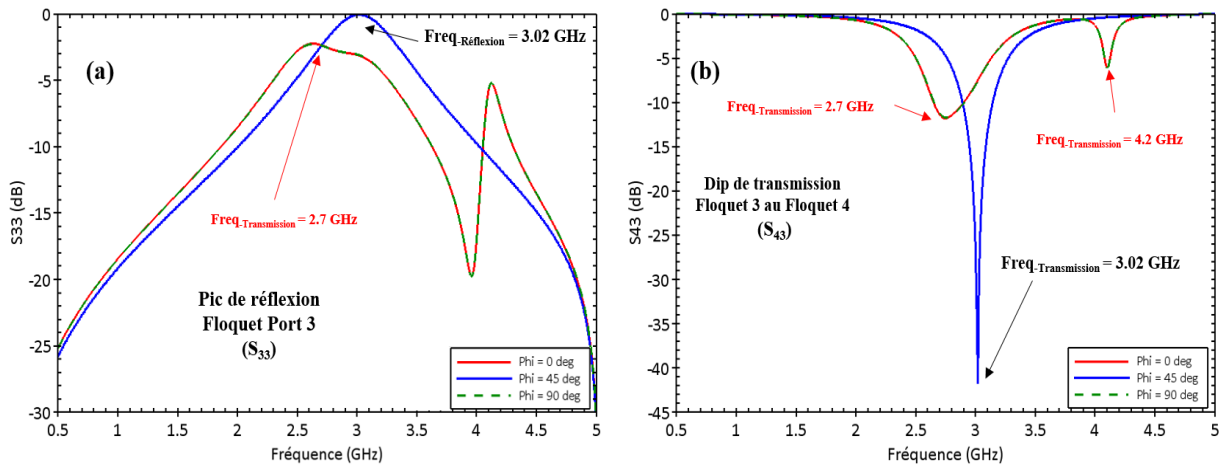 (a)
Freq-Réflexion = 3.02 GHz
Freq-Transmission = 2.7 GHz
Pic de réflexion
Floquet Port 3
(S33)
Phi = 0 deg
Phi = 45 deg
Phi = 90 deg
S33 (dB)
0
-5
-10
-15
-20
-25
-30
0.5 1 1.5 2 2.5 3 3.5 4 4.5 5
Fréquence (GHz)
(b)
Freq-Transmission = 2.7 GHz
Freq-Transmission = 4.2 GHz
Dip de transmission
Floquet 3 au Floquet 4
(S43)
Freq-Transmission = 3.02 GHz
Phi = 0 deg
Phi = 45 deg
Phi = 90 deg
S43 (dB)
0
-5
-10
-15
-20
-25
-30
-35
-40
-45
0.5 1 1.5 2 2.5 3 3.5 4 4.5 5
Fréquence (GHz)